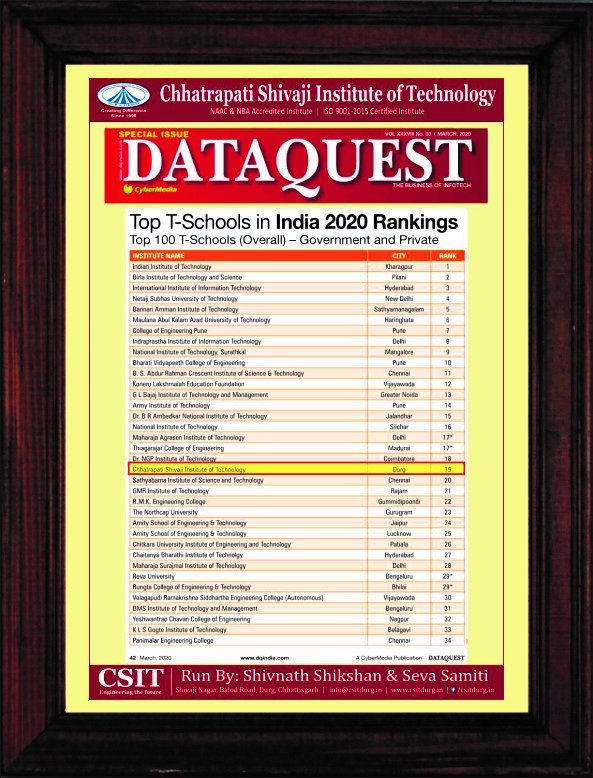 Creating Difference
Since 1998
Chhatrapati Shivaji Institute of Technology
NAAC & NBA Accredited Institute | ISO 9001-2015 Certified Institute
SPECIAL ISSUE
VOL XXXVIII No. 03 I MARCH, 2020
www.dqindia.com
DATAQUEST
CyberMedia
THE BUSINESS OF INFOTECH
Top T-Schools in India 2020 Rankings
Top 100 T-Schools (Overall) – Government and Private
INSTITUTE NAME CITY RANK
Indian Institute of Technology Kharagpur 1
Birla Institute of Technology and Science Pilani 2
International Institute of Information Technology Hyderabad 3
Netaji Subhas University of Technology New Delhi 4
Bannari Amman Institute of Technology Sathyamanagalam 5
Maulana Abul Kalam Azad University of Technology Haringhata 6
College of Engineering Pune Pune 7
Indraprastha Institute of Information Technology Delhi 8
National Institute of Technology, Surathkal Mangalore 9
Bharati Vidyapeeth College of Engineering Pune 10
B. S. Abdur Rahman Crescent Institute of Science & Technology Chennai 11
Koneru Lakshmaiah Education Foundation Vijayawada 12
G L Bajaj Institute of Technology and Management Greater Noida 13
Army Institute of Technology Pune 14
Dr. B R Ambedkar National Institute of Technology Jalandhar 15
National Institute of Technology Silchar 16
Maharaja Agrasen Institute of Technology Delhi 17*
Thiagarajar College of Engineering Madurai 17*
Dr. NGP Institute of Technology Coimbatore 18
Chhatrapati Shivaji Institute of Technology Durg 19
Sathyabama Institute of Science and Technology Chennai 20
GMR Institute of Technology Rajam 21
R.M.K. Engineering College Gummidipoondi 22
The Northcap University Gurugram 23
Amity School of Engineering & Technology Jaipur 24
Amity School of Engineering & Technology Lucknow 25
Chitkara University Institute of Engineering and Technology Patiala 26
Chaitanya Bharathi Institute of Technolgy Hyderabad 27
Maharaja Surajmal Institute of Technology Delhi 28
Reva University Bengaluru 29*
Rungta College of Engineering & Technology Bhilai 29*
Velagapudi Ramakrishna Siddhartha Engineering College (Autonomous) Vijayawada 30
BMS Institute of Technology and Management Bengaluru 31
Yeshwantrao Chavan College of Engineering Nagpur 32
K L S Gogte Institute of Technology Belagavi 33
Panimalar Engineering College Chennai 34
42 March, 2020 www.dqindia.com A CyberMedia Publication DATAQUEST
CSIT
Engineering the future
Run By: Shivnath Shikshan & Seva Samiti
Shivaji Nagar, Balod Road, Durg, Chhattisgarh | info@csitdurg.in | www.csitdurg.in | f /csitdurg.in